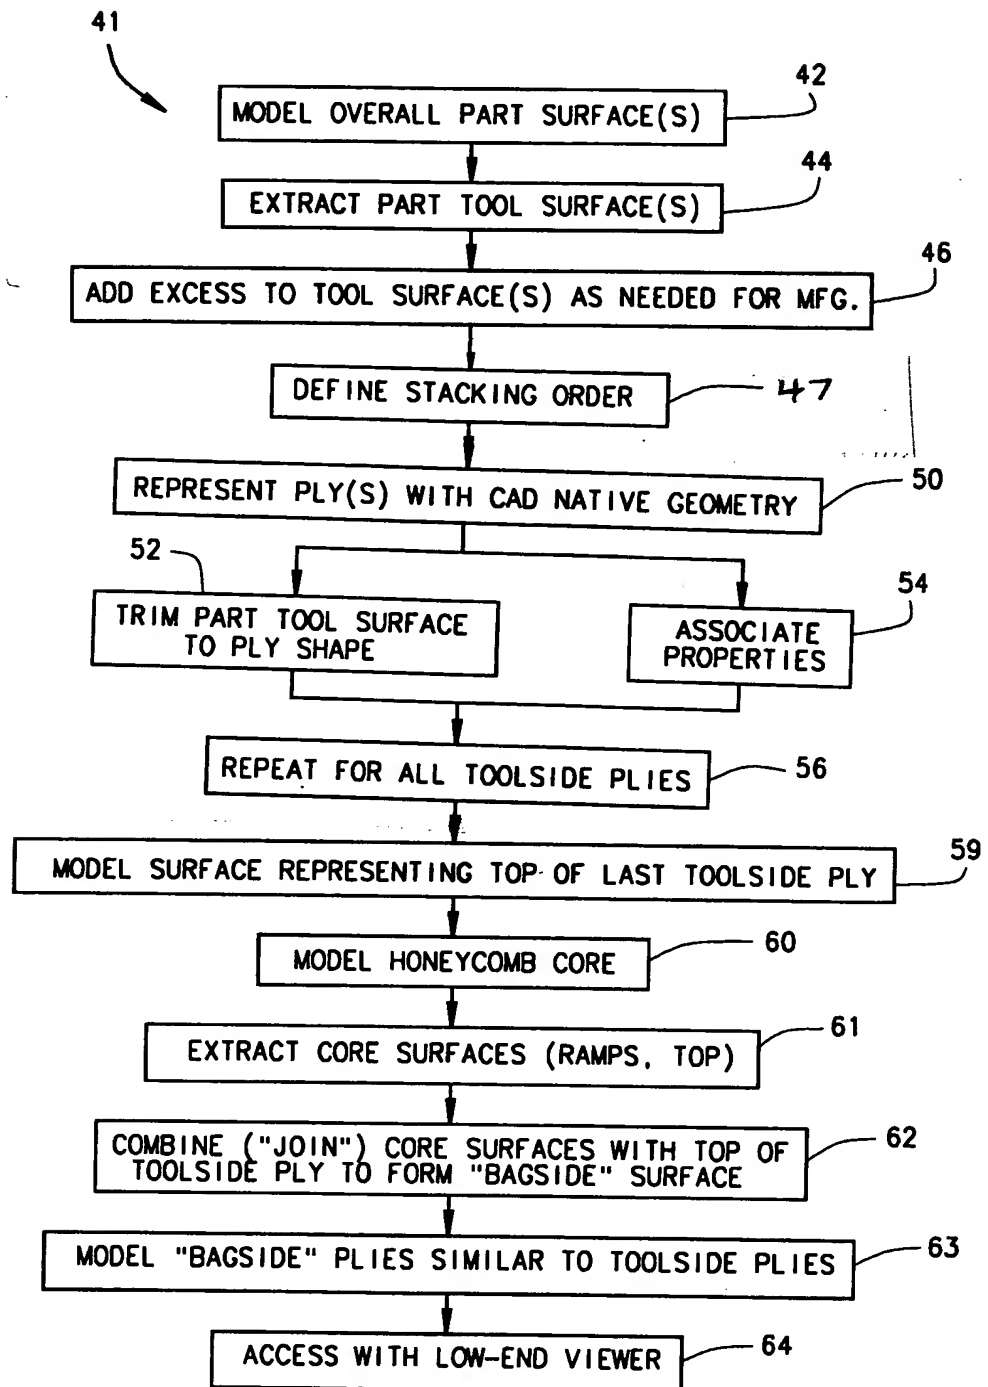 41
42
MODEL OVERALL PART SURFACE(S)
44
EXTRACT PART TOOL SURFACE(S)
46
ADD EXCESS TO TOOL SURFACE(S) AS NEEDED FOR MFG.
DEFINE STACKING ORDER
47
REPRESENT PLY(S) WITH CAD NATIVE GEOMETRY
50
52
TRIM PART TOOL SURFACE
TO PLY SHAPE
54
ASSOCIATE
PROPERTIES
REPEAT FOR ALL TOOLSIDE PLIES
56
MODEL SURFACE REPRESENTING TOP OF LAST TOOLSIDE PLY
59
MODEL HONEYCOMB CORE
60
EXTRACT CORE SURFACES (RAMPS, TOP)
61
COMBINE ("JOIN") CORE SURFACES WITH TOP OF
TOOLSIDE PLY TO FORM "BAGSIDE" SURFACE
62
MODEL "BAGSIDE" PLIES SIMILAR TO TOOLSIDE PLIES
63
ACCESS WITH LOW-END VIEWER
64